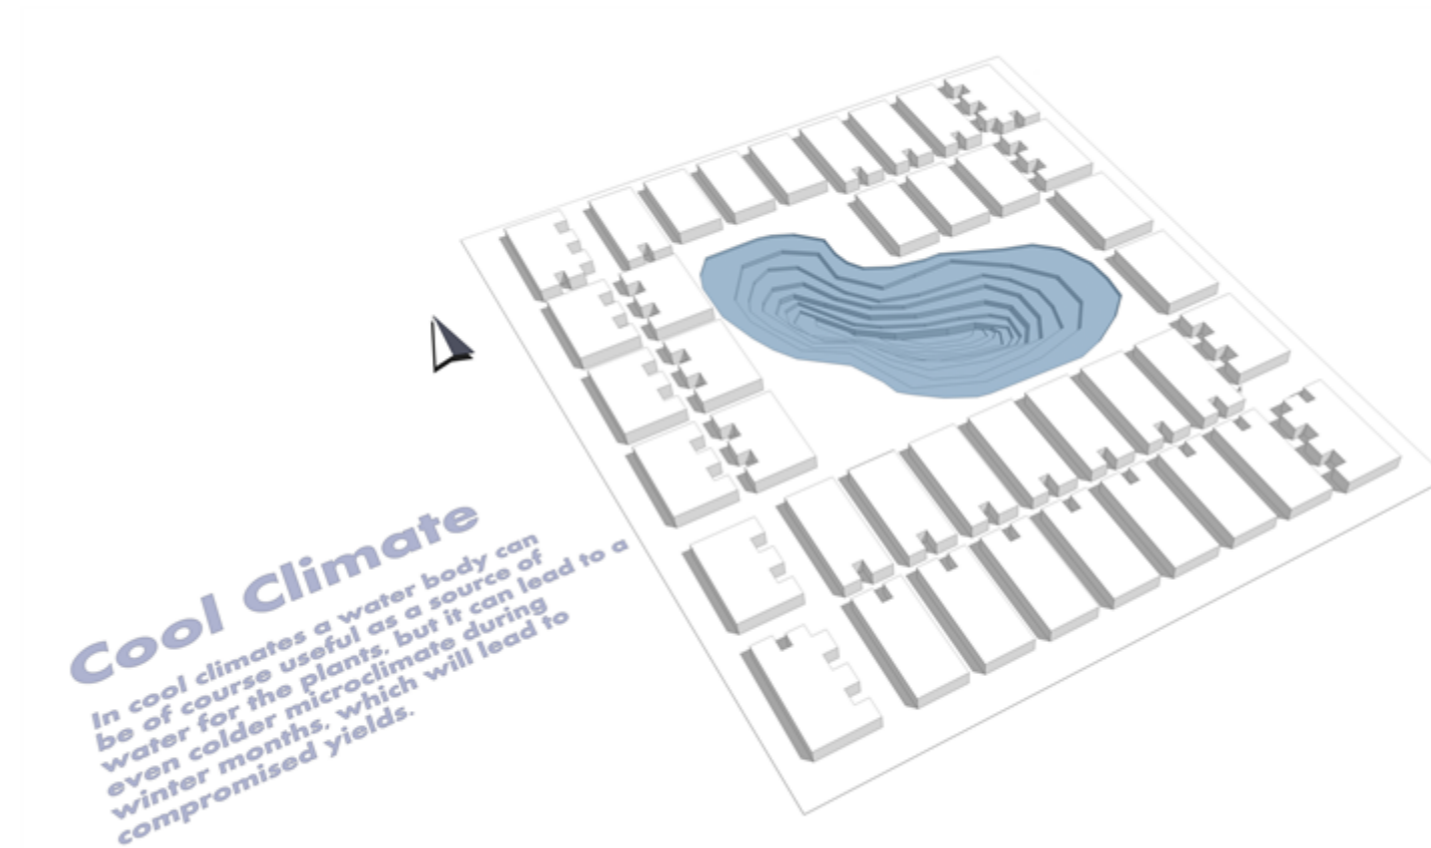 Cool Climate
In cool climates a water body can
be of course useful as a source of
water for the plants, but it can lead to a
even colder microclimate during
winter months, which will lead to
compromised yields.